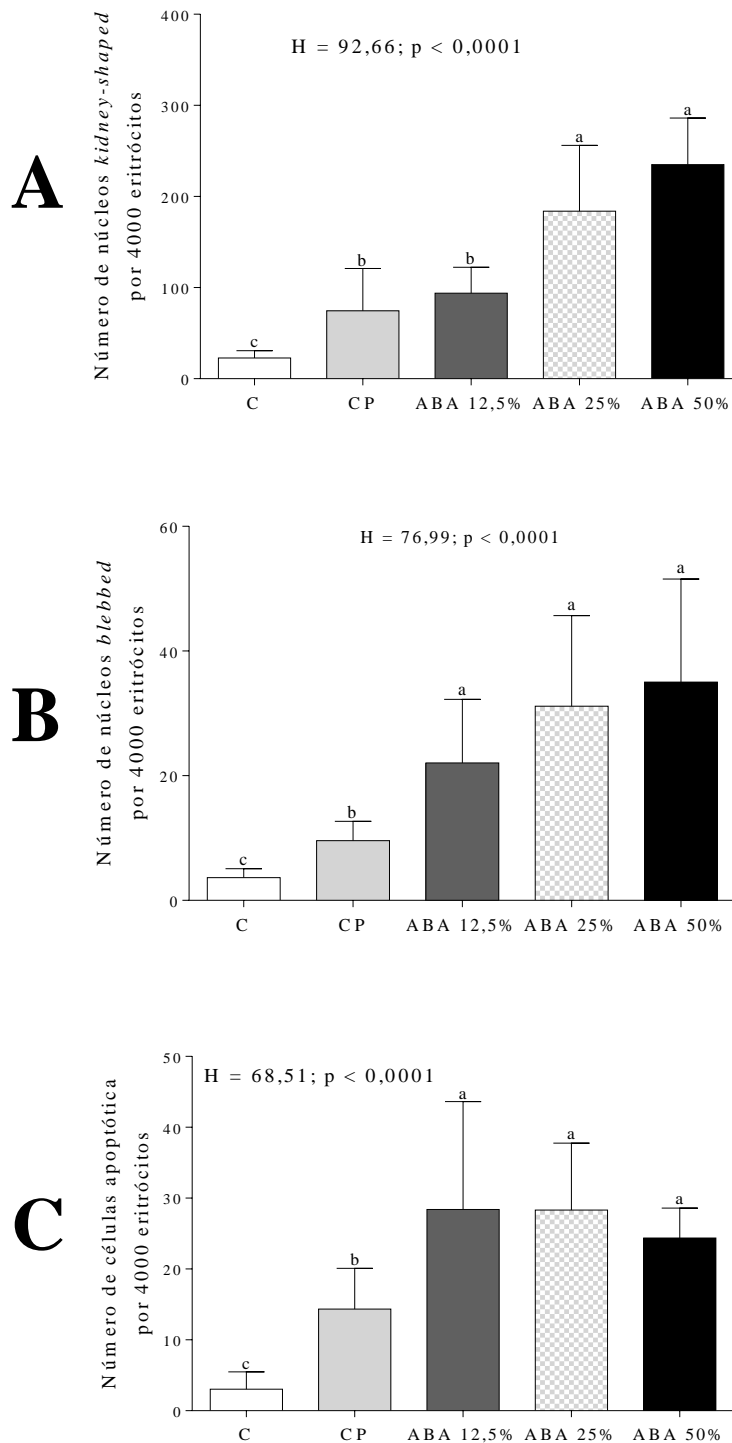 A
Número de núcleos kidney-shaped
por 4000 eritrócitos
400
300
200
100
0
H = 92,66; p < 0,0001
c
b
b
a
a
C
CP
ABA 12,5%
ABA 25%
ABA 50%
B
Número de núcleos blebbed
por 4000 eritrócitos
60
40
20
0
H = 76,99; p < 0,0001
c
b
a
a
a
C
CP
ABA 12,5%
ABA 25%
ABA 50%
C
Número de células apoptótica
por 4000 eritrócitos
50
40
30
20
10
0
H = 68,51; p < 0,0001
c
b
a
a
a
C
CP
ABA 12,5%
ABA 25%
ABA 50%